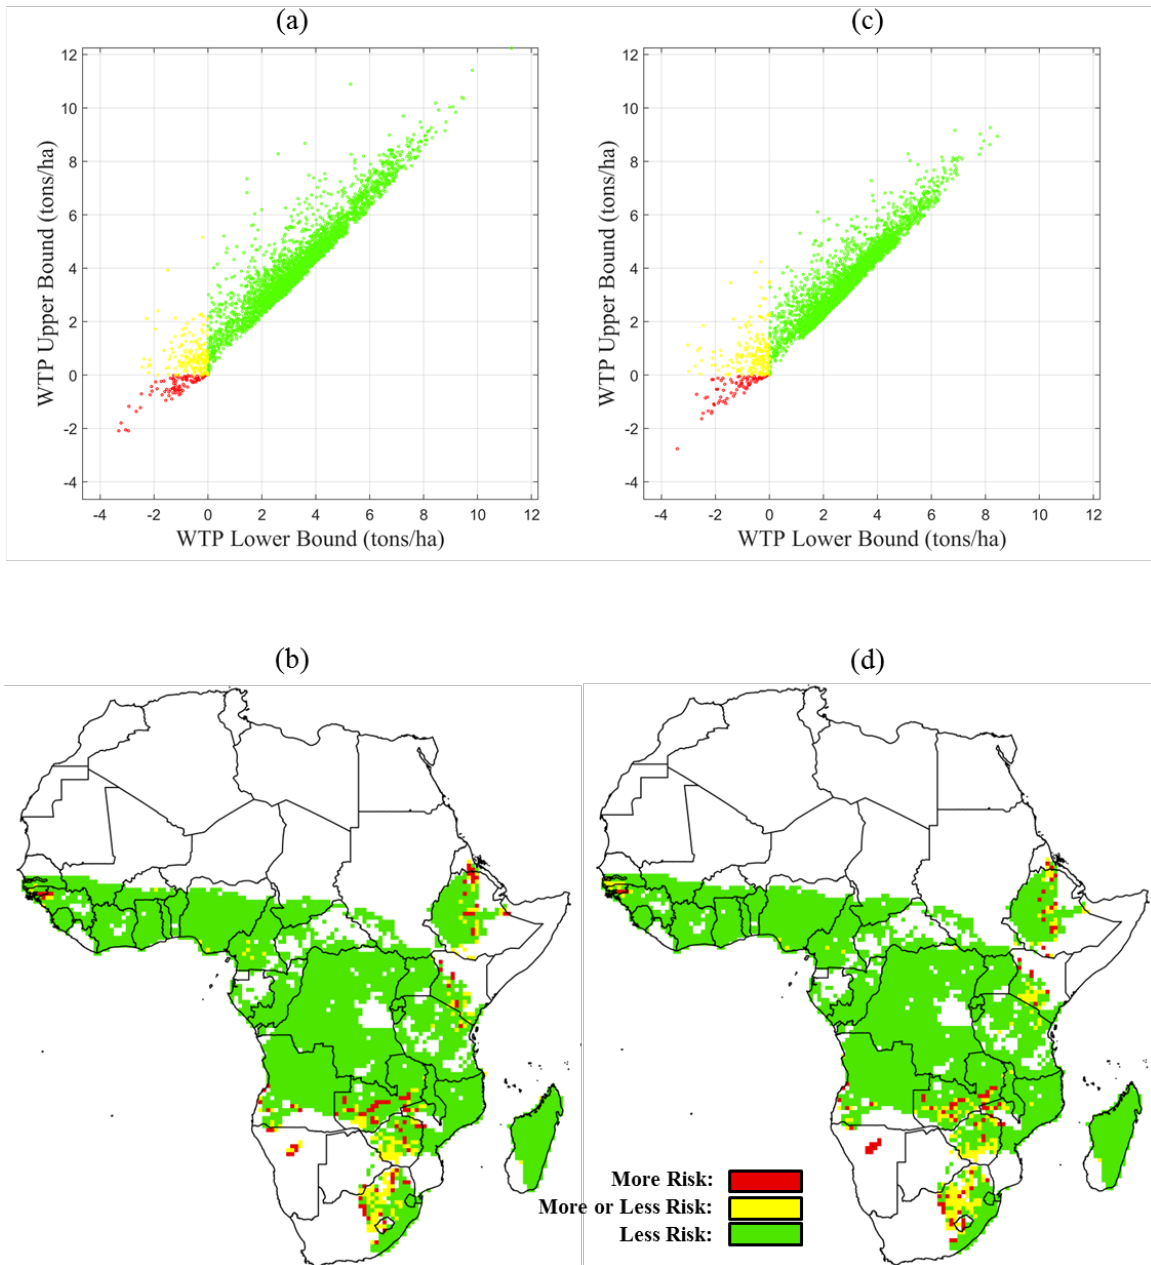 (a)
(c)
12
10
8
6
4
2
0
-2
-4
WTP Upper Bound (tons/ha)
-4 -2 0 2 4 6 8 10 12
WTP Lower Bound (tons/ha)
12
10
8
6
4
2
0
-2
-4
WTP Upper Bound (tons/ha)
-4 -2 0 2 4 6 8 10 12
WTP Lower Bound (tons/ha)
(b)
(d)
More Risk:
More or Less Risk:
Less Risk: